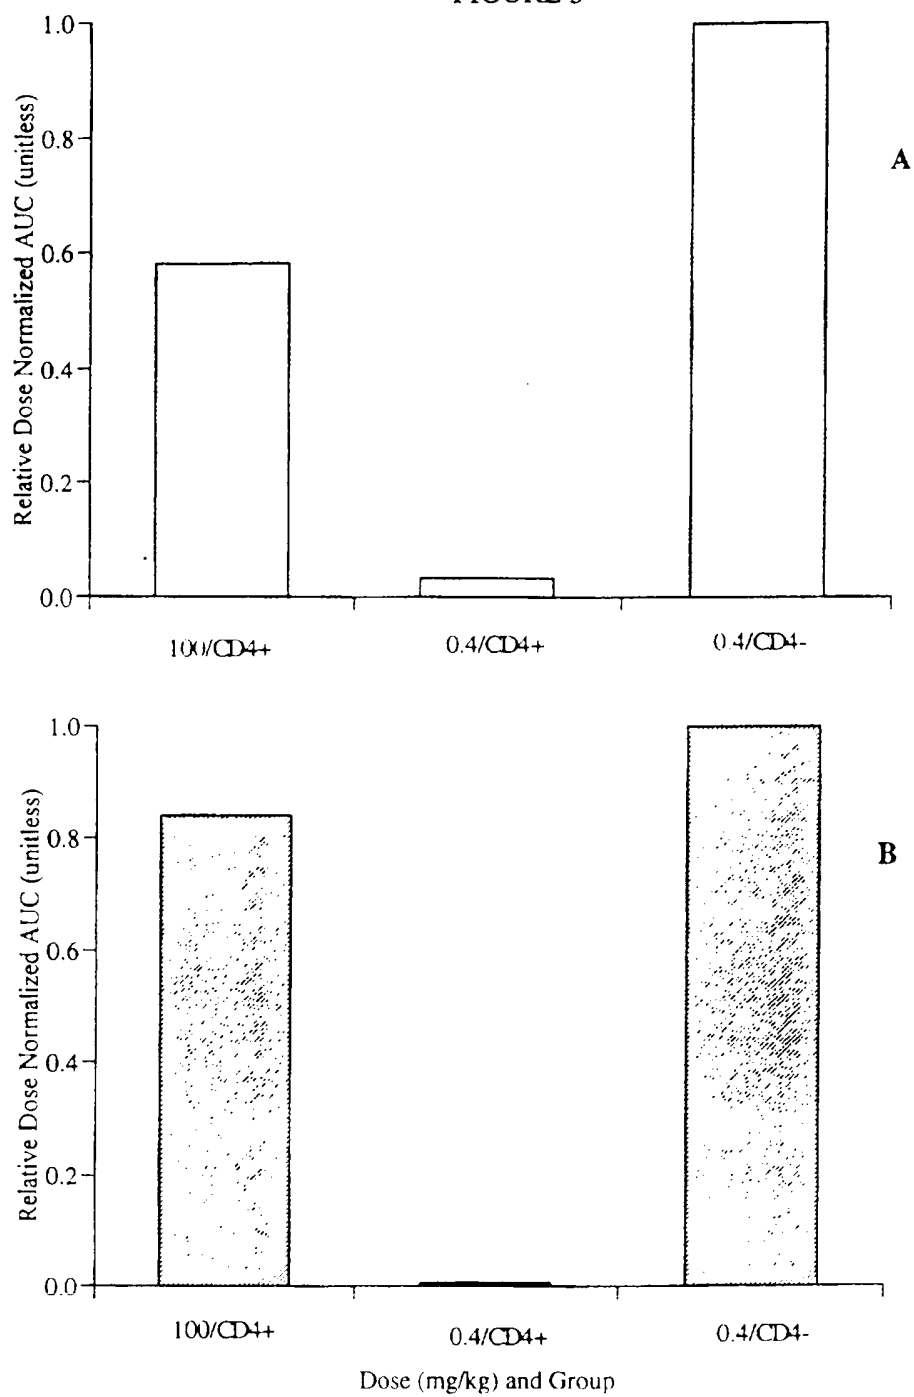 1.0
0.8
0.6
0.4
0.2
0.0
Relative Dose Normalized AUC (unitless)
A
100/CD4+
0.4/CD4+
0.4/CD4-
1.0
0.8
0.6
0.4
0.2
0.0
Relative Dose Normalized AUC (unitless)
B
100/CD4+
0.4/CD4+
0.4/CD4-
Dose (mg/kg) and Group